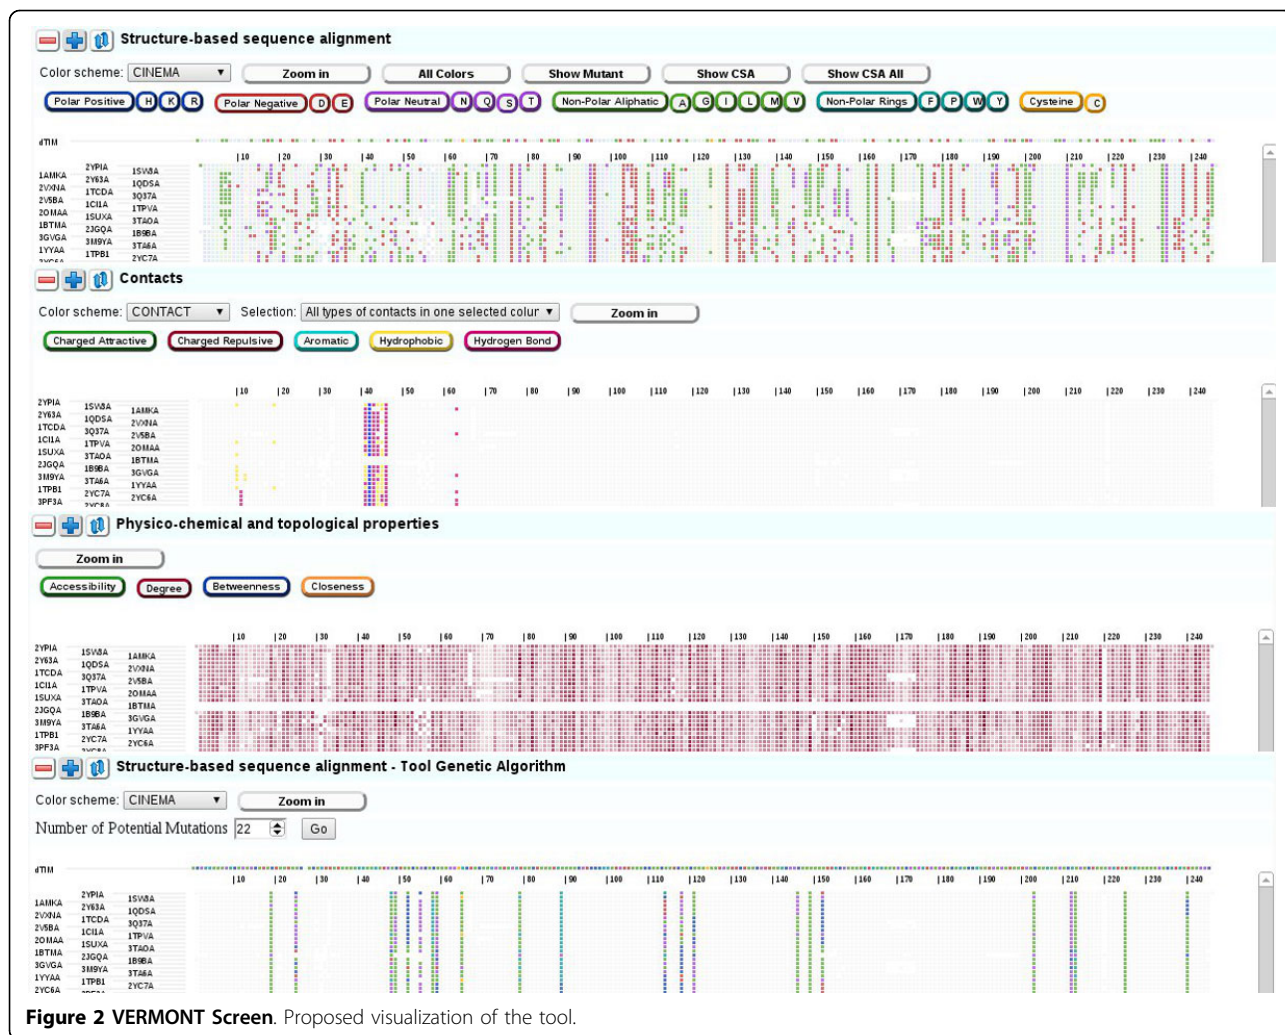 Structure-based sequence alignment
Color scheme: CINEMA Zoom in All Colors Show Mutant Show CSA Show CSA All
Polar Positive H K R Polar Negative D E Polar Neutral N Q S T Non-Polar Aliphatic A G I L M V Non-Polar Rings F P W Y Cysteine C
dTIM
|10 |20 |30 |40 |50 |60 |70 |80 |90 |100 |110 |120 |130 |140 |150 |160 |170 |180 |190 |200 |210 |220 |230 |240
2YPIA 1SW3A
1AMKA 2Y63A 1QDSA
2VXNA 1TCDA 3Q37A
2V5BA 1CI1A 1TPVA
2OMAA 1SUXA 3TAOA
1BTMA 2JGQA 1B9BA
3GVGA 3M9YA 3TA6A
1YYAA 1TPB1 2YC7A
Contacts
Color scheme: CONTACT Selection: All types of contacts in one selected colur Zoom in
Charged Attractive Charged Repulsive Aromatic Hydrophobic Hydrogen Bond
|10 |20 |30 |40 |50 |60 |70 |80 |90 |100 |110 |120 |130 |140 |150 |160 |170 |180 |190 |200 |210 |220 |230 |240
2YPIA 1SW3A 1AMKA
2Y63A 1QDSA 2VXNA
1TCDA 3Q37A 2V5BA
1CI1A 1TPVA 2OMAA
1SUXA 3TAOA 1BTMA
2JGQA 1B9BA 3GVGA
3M9YA 3TA6A 1YYAA
1TPB1 2YC7A 2YC6A
3PF3A
Physico-chemical and topological properties
Zoom in
Accessibility Degree Betweenness Closeness
|10 |20 |30 |40 |50 |60 |70 |80 |90 |100 |110 |120 |130 |140 |150 |160 |170 |180 |190 |200 |210 |220 |230 |240
2YPIA 1SW3A 1AMKA
2Y63A 1QDSA 2VXNA
1TCDA 3Q37A 2V5BA
1CI1A 1TPVA 2OMAA
1SUXA 3TAOA 1BTMA
2JGQA 1B9BA 3GVGA
3M9YA 3TA6A 1YYAA
1TPB1 2YC7A 2YC6A
3PF3A
Structure-based sequence alignment - Tool Genetic Algorithm
Color scheme: CINEMA Zoom in
Number of Potential Mutations 22 Go
dTIM
|10 |20 |30 |40 |50 |60 |70 |80 |90 |100 |110 |120 |130 |140 |150 |160 |170 |180 |190 |200 |210 |220 |230 |240
2YPIA 1SW3A
1AMKA 2Y63A 1QDSA
2VXNA 1TCDA 3Q37A
2V5BA 1CI1A 1TPVA
2OMAA 1SUXA 3TAOA
1BTMA 2JGQA 1B9BA
3GVGA 3M9YA 3TA6A
1YYAA 1TPB1 2YC7A
2YC6A
Figure 2 VERMONT Screen. Proposed visualization of the tool.